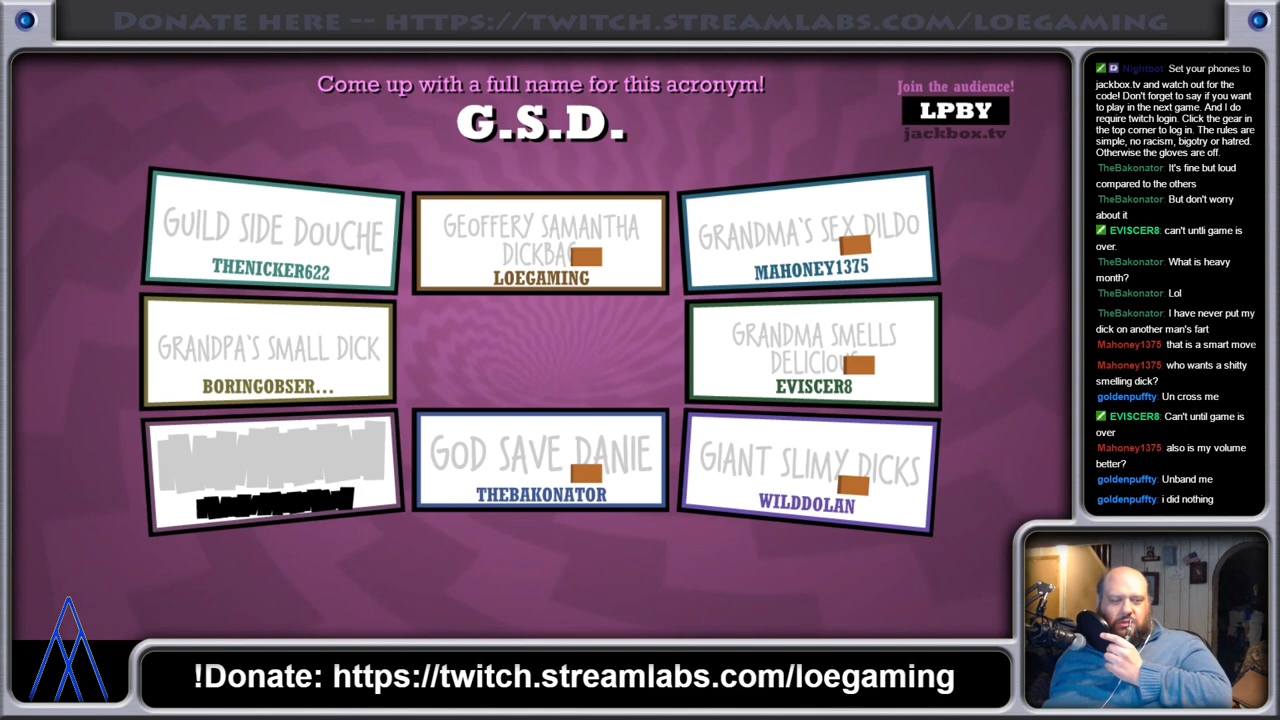 Donate here -- https://twitch.streamlabs.com/loegaming
Come up with a full name for this acronym!
G.S.D.
Join the audience!
LPBY
jackbox.tv
GUILD SIDE DOUCHE
THENICKER622
GEOFFERY SAMANTHA
DICKBAG
LOEGAMING
GRANDMA'S SEX DILDO
MAHONEY1375
GRANDPA'S SMALL DICK
BORINGOBSER...
GRANDMA SMELLS
DELICIOUS
EVISCER8
GOD SAVE DANIE
THEBAKONATOR
GIANT SLIMY DICKS
WILDDOLAN
Nightbot Set your phones to
jackbox.tv and watch out for the
code! Don't forget to say if you want
to play in the next game. And I do
require twitch login. Click the gear in
the top corner to log in. The rules are
simple, no racism, bigotry or hatred.
Otherwise the gloves are off.
TheBakonator: It's fine but loud
compared to the others
TheBakonator: But don't worry
about it
EVISCER8: can't untli game is
over.
TheBakonator: What is heavy
month?
TheBakonator: Lol
TheBakonator: I have never put my
dick on another man's fart
Mahoney1375: that is a smart move
Mahoney1375: who wants a shitty
smelling dick?
goldenpuffty: Un cross me
EVISCER8: Can't until game is
over
Mahoney1375: also is my volume
better?
goldenpuffty: Unband me
goldenpuffty: i did nothing
!Donate: https://twitch.streamlabs.com/loegaming